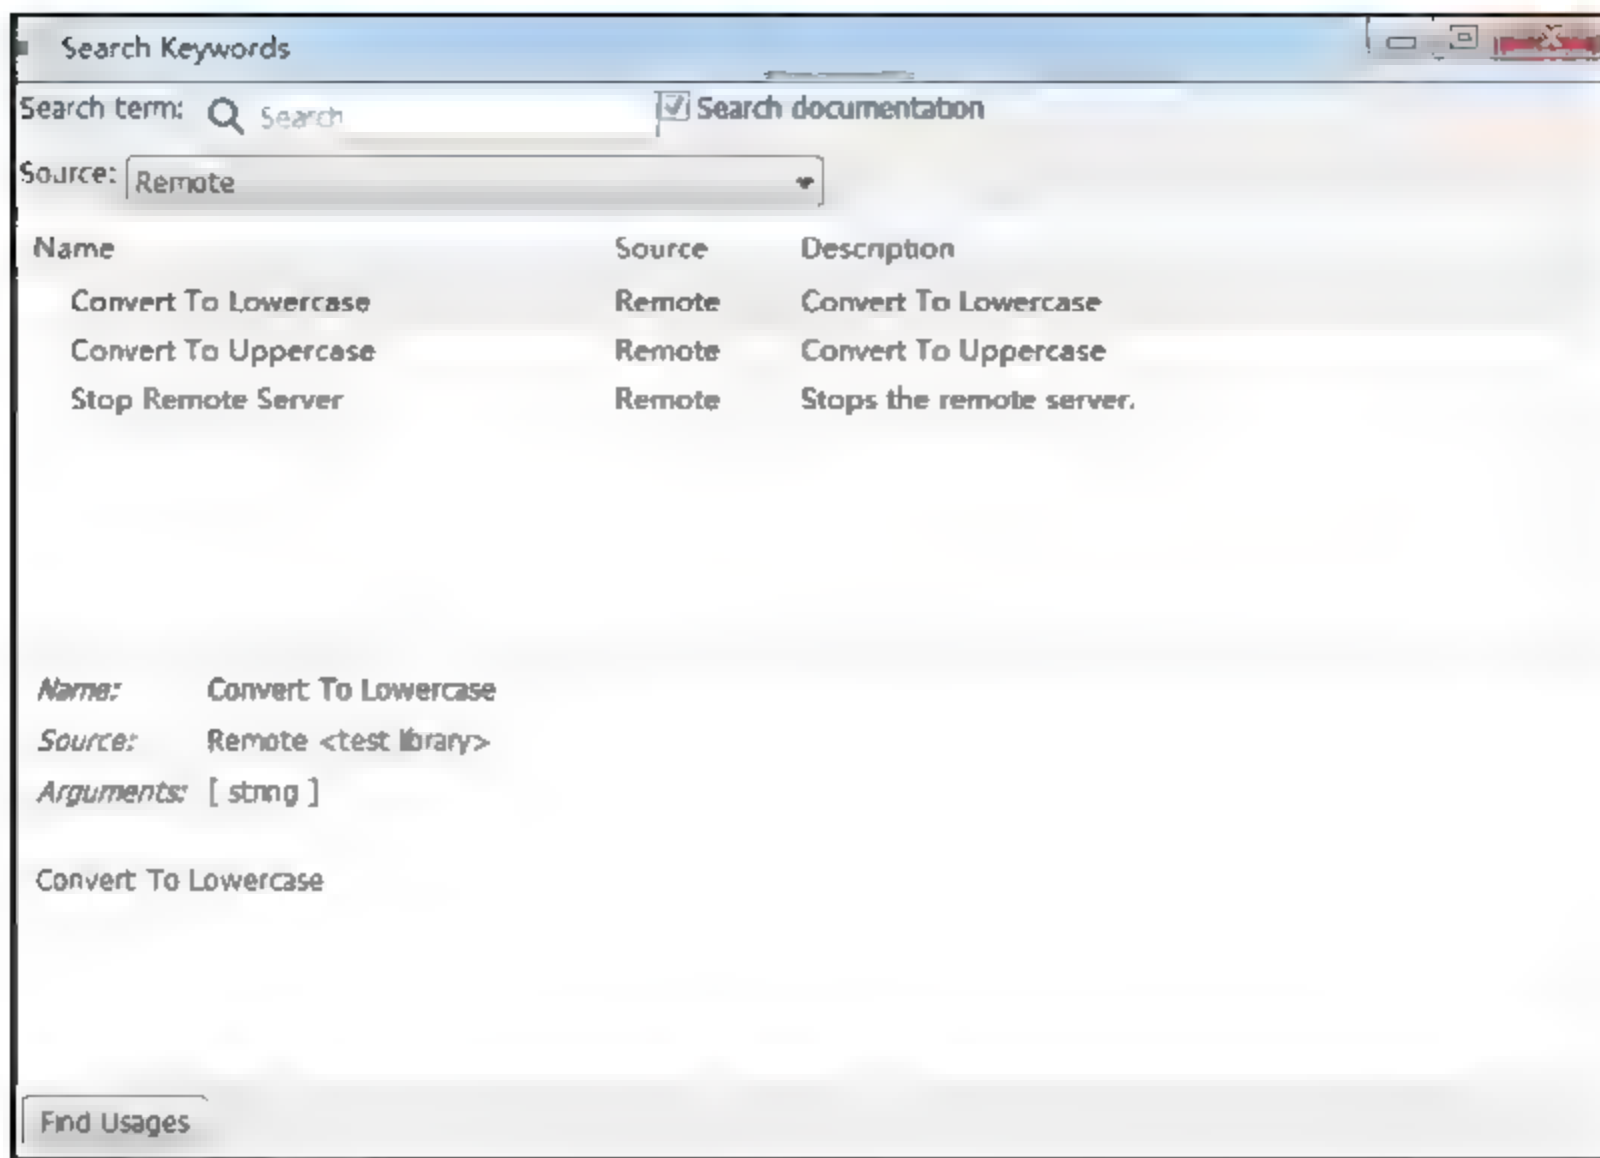 Search Keywords
Search term: Search Search documentation
Source: Remote
Name Source Description
Convert To Lowercase Remote Convert To Lowercase
Convert To Uppercase Remote Convert To Uppercase
Stop Remote Server Remote Stops the remote server.
Name: Convert To Lowercase
Source: Remote <test library>
Arguments: [ string ]
Convert To Lowercase
Find Usages